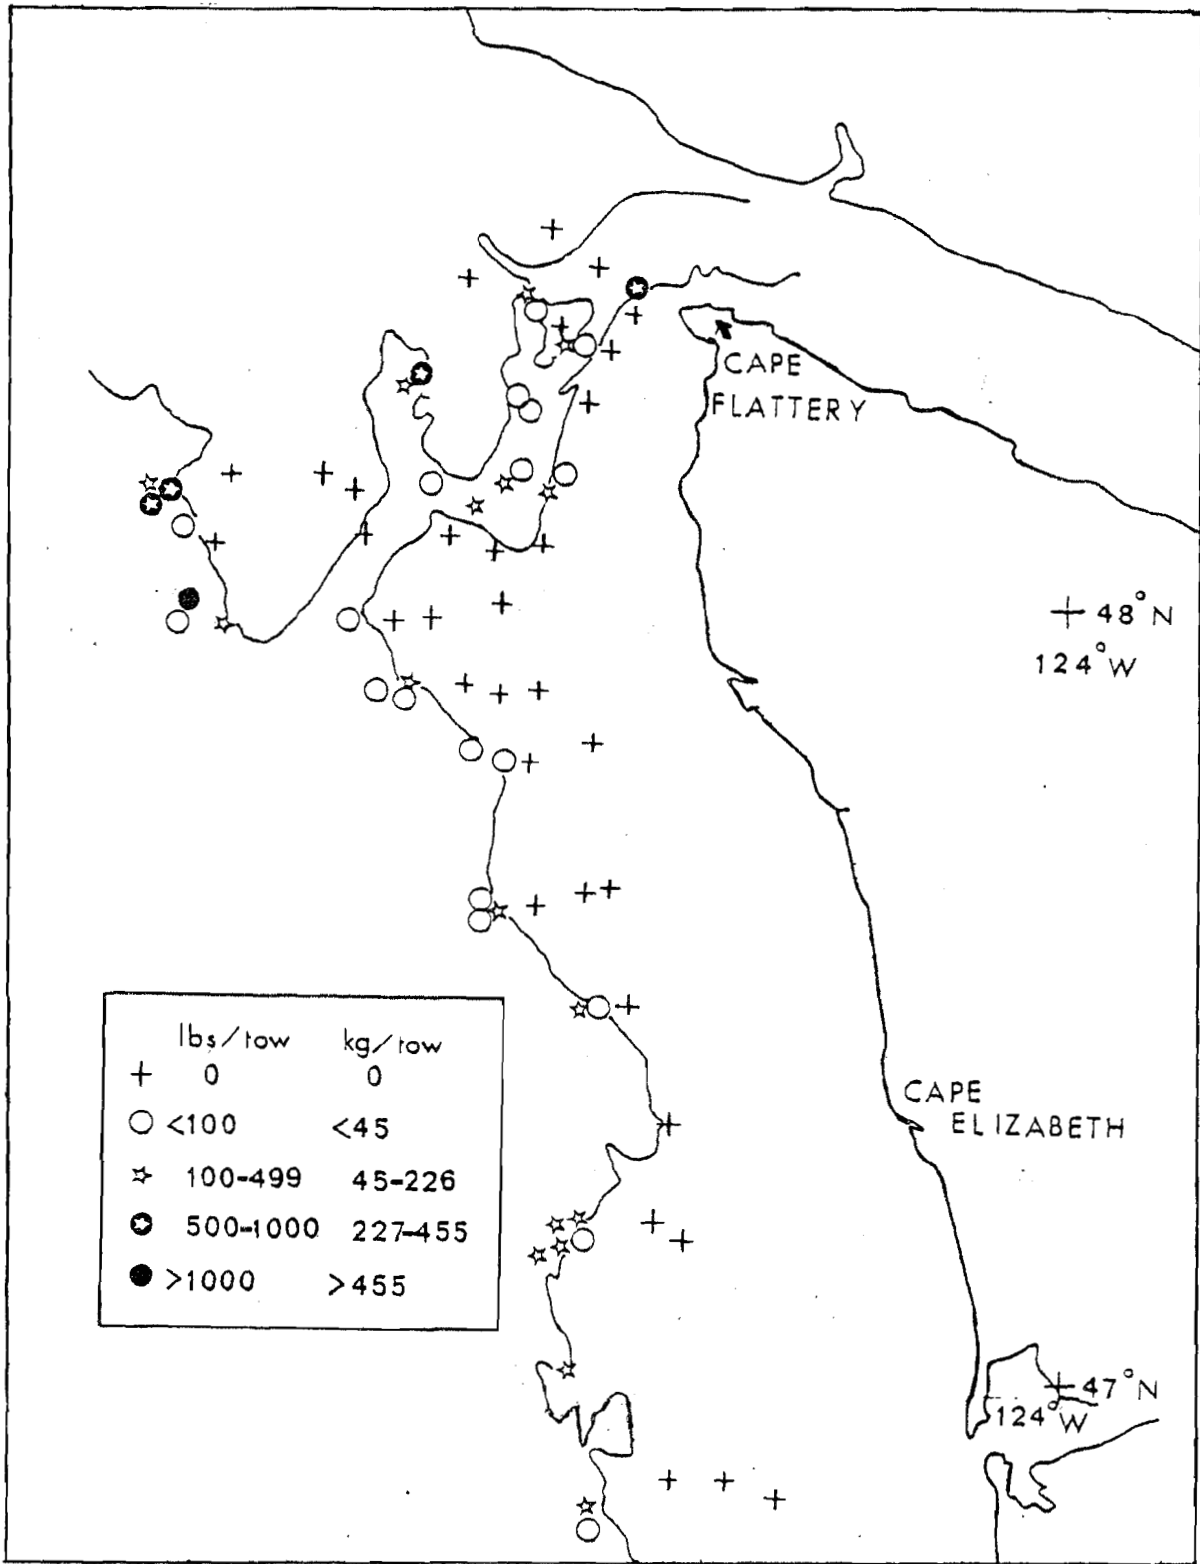 CAPE
FLATTERY
48°N
124°W
lbs/tow kg/tow
+ 0 0
○ <100 <45
☆ 100-499 45-226
✪ 500-1000 227-455
● >1000 >455
CAPE
ELIZABETH
47°N
124°W